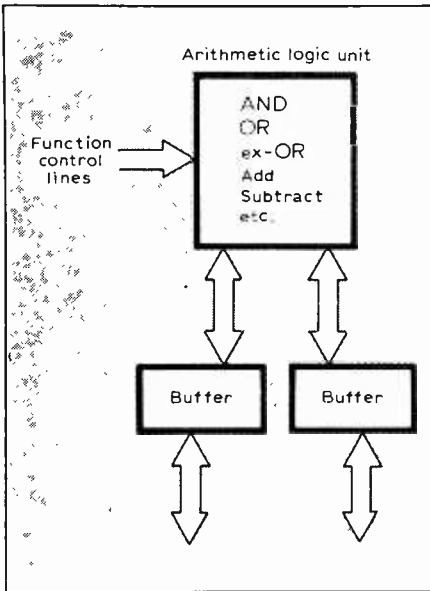 Arithmetic logic unit
AND
OR
ex-OR
Add
Subtract
etc.
Function
control
lines
Buffer
Buffer